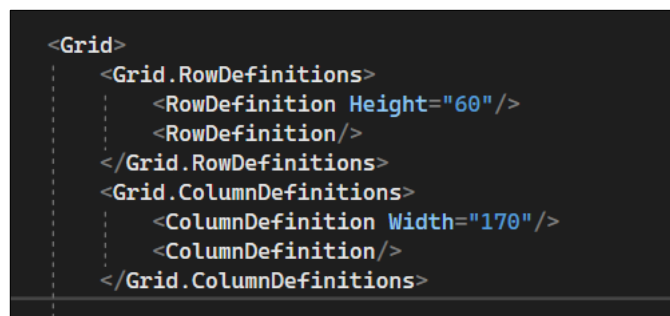 <Grid>
<Grid.RowDefinitions>
<RowDefinition Height="60"/>
<RowDefinition/>
</Grid.RowDefinitions>
<Grid.ColumnDefinitions>
<ColumnDefinition Width="170"/>
<ColumnDefinition/>
</Grid.ColumnDefinitions>